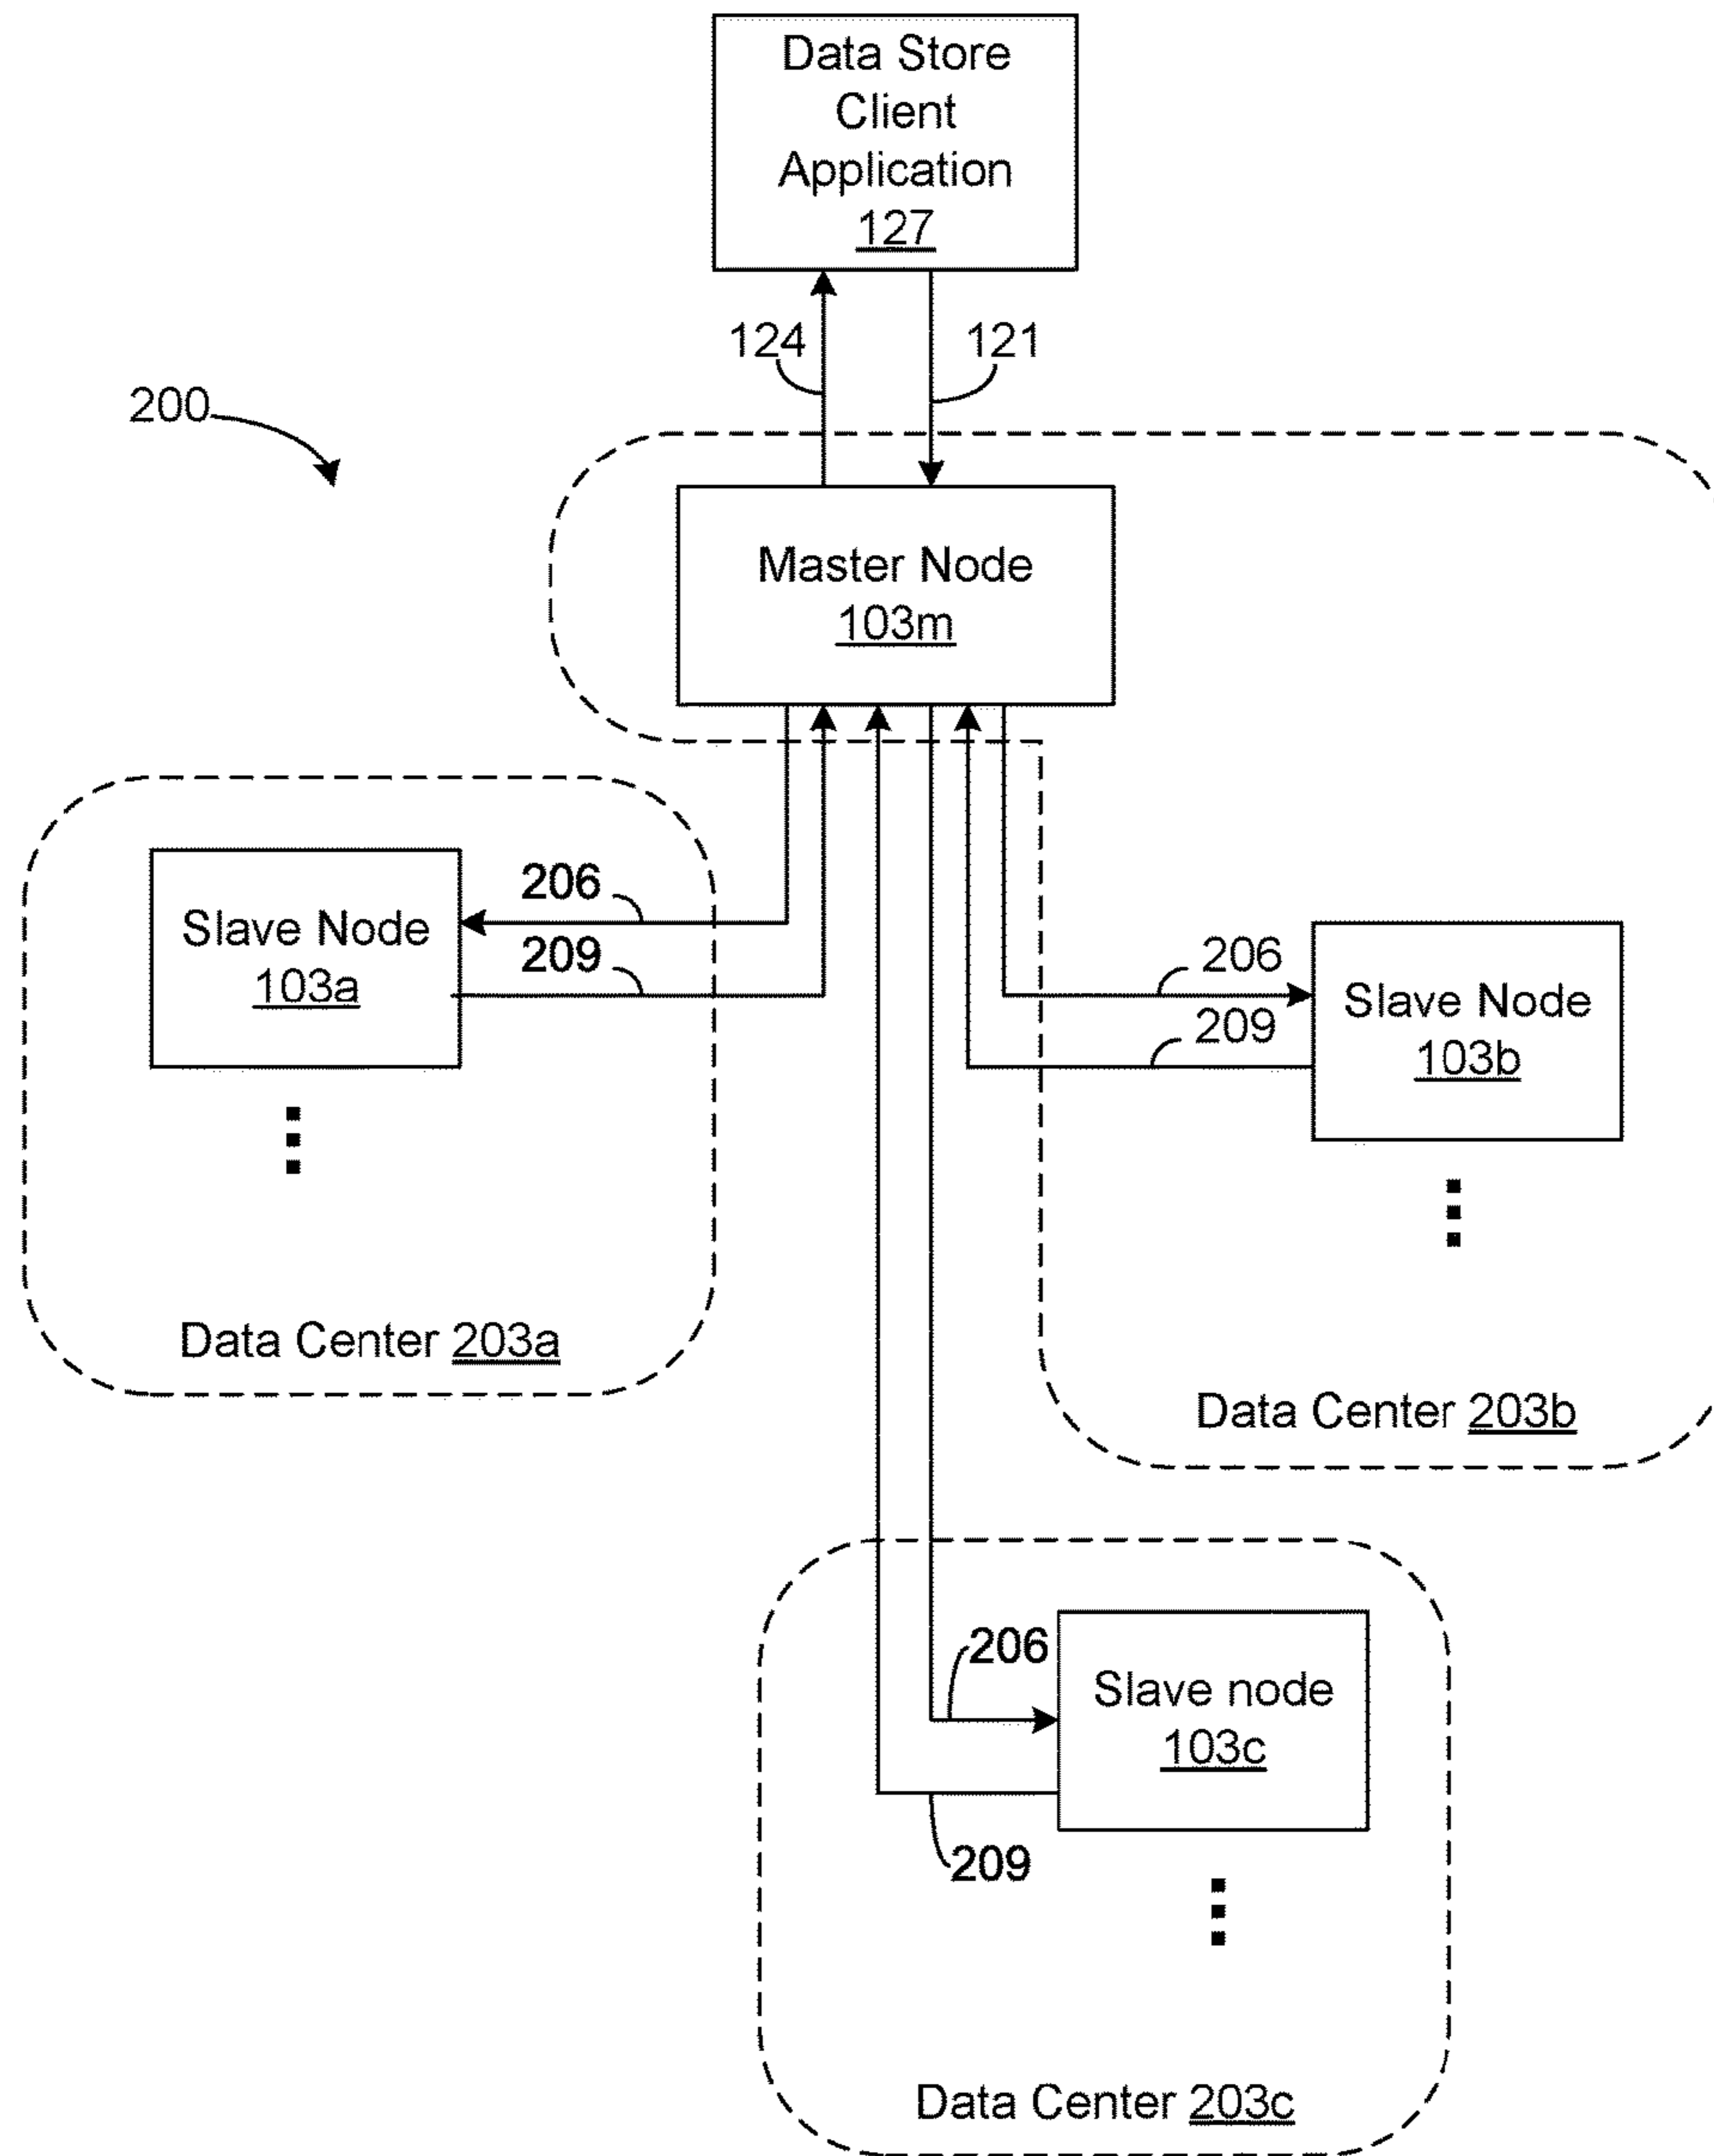 Data Store
Client
Application
127
124
121
200
Master Node
103m
206
Slave Node
103a
209
206
Slave Node
103b
209
Data Center 203a
Data Center 203b
206
Slave node
103c
209
Data Center 203c